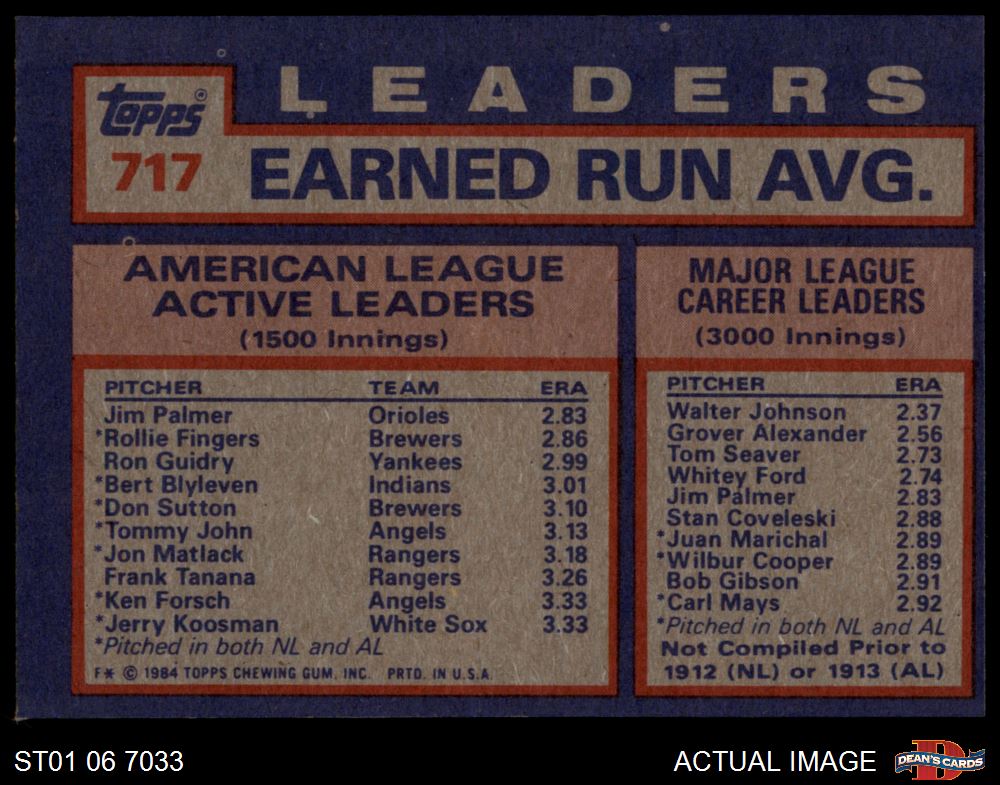 LEADERS
Topps®
717
EARNED RUN AVG.
AMERICAN LEAGUE
ACTIVE LEADERS
(1500 Innings)
PITCHER TEAM ERA
Jim Palmer Orioles 2.83
*Rollie Fingers Brewers 2.86
Ron Guidry Yankees 2.99
*Bert Blyleven Indians 3.01
*Don Sutton Brewers 3.10
*Tommy John Angels 3.13
*Jon Matlack Rangers 3.18
Frank Tanana Rangers 3.26
*Ken Forsch Angels 3.33
*Jerry Koosman White Sox 3.33
*Pitched in both NL and AL
F* © 1984 TOPPS CHEWING GUM, INC. PRTD. IN U.S.A.
MAJOR LEAGUE
CAREER LEADERS
(3000 Innings)
PITCHER ERA
Walter Johnson 2.37
Grover Alexander 2.56
Tom Seaver 2.73
Whitey Ford 2.74
Jim Palmer 2.83
Stan Coveleski 2.88
*Juan Marichal 2.89
*Wilbur Cooper 2.89
Bob Gibson 2.91
*Carl Mays 2.92
*Pitched in both NL and AL
Not Compiled Prior to
1912 (NL) or 1913 (AL)
ST01 06 7033
ACTUAL IMAGE
D
DEAN'S CARDS